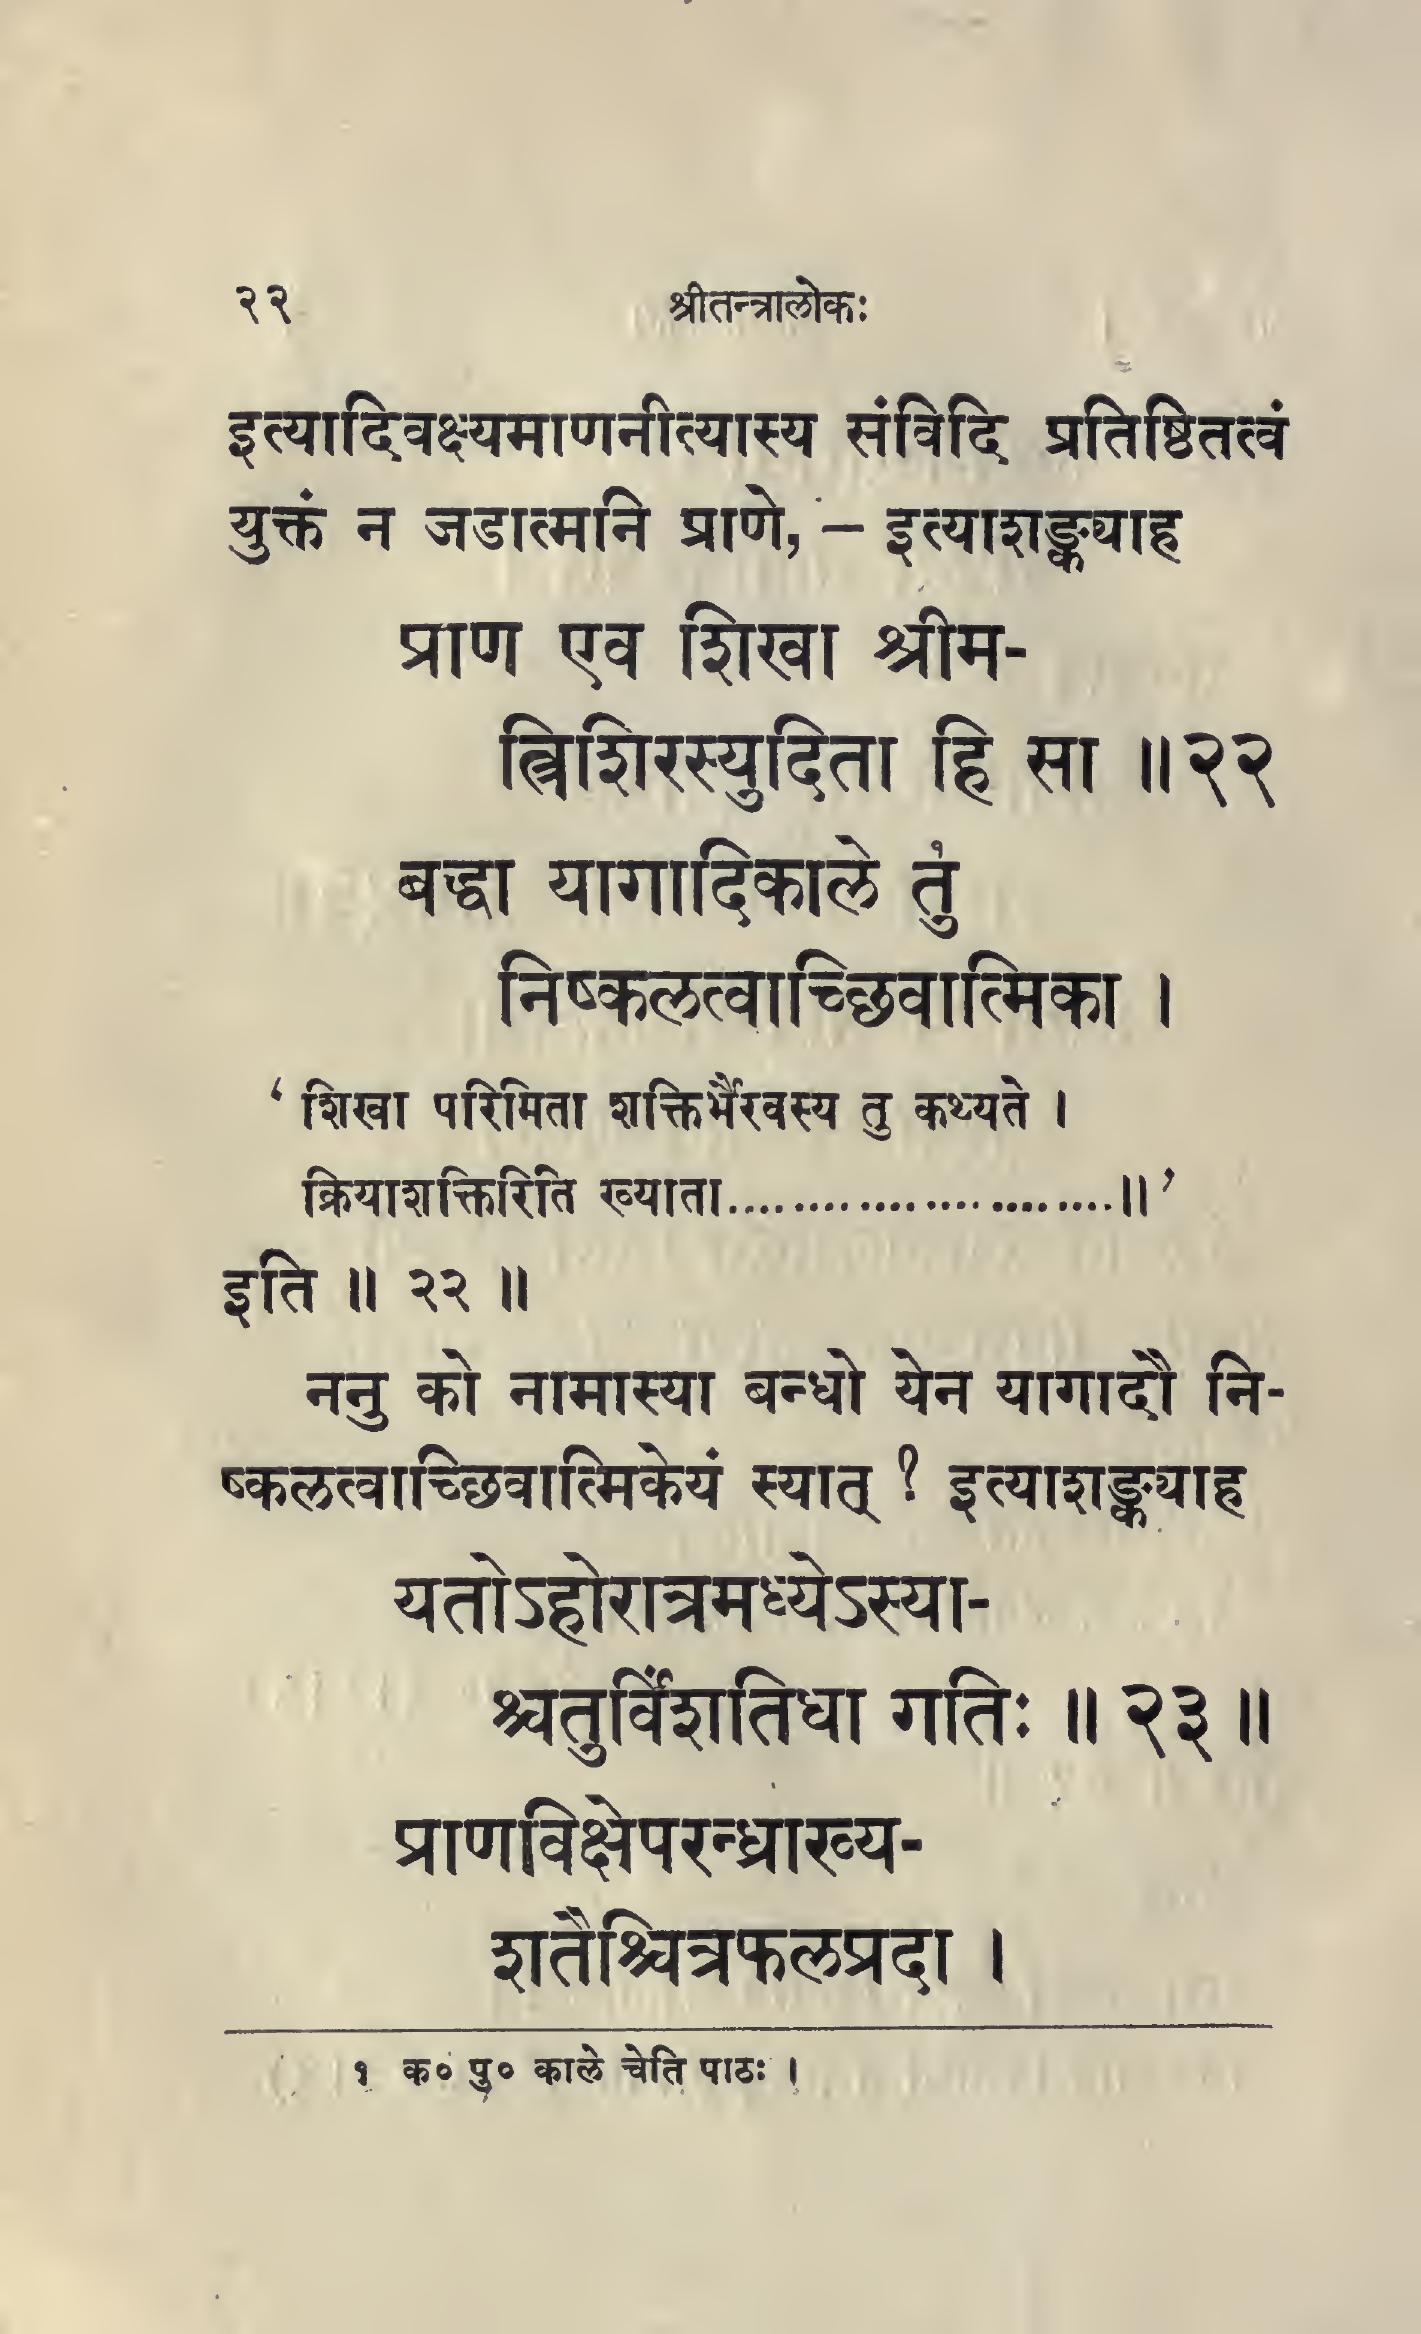 २२ श्रीतन्त्रालोकः
इत्यादिवक्ष्यमाणनीत्यास्य संविदि प्रतिष्ठितत्वं
युक्तं न जडात्मनि प्राणे, – इत्याशङ्क्याह
प्राण एव शिखा श्रीम-
त्त्रिशिरस्युदिता हि सा ॥२२
बद्धा यागादिकाले तु१
निष्कलत्वाच्छिवात्मिका ।
‘ शिखा परिमिता शक्तिर्भैरवस्य तु कथ्यते ।
क्रियाशक्तिरिति ख्याता........................॥ ’
इति ॥ २२ ॥
ननु को नामास्या बन्धो येन यागादौ नि-
ष्कलत्वाच्छिवात्मिकेयं स्यात् ? इत्याशङ्क्याह
यतोऽहोरात्रमध्येऽस्या-
श्चतुर्विंशतिधा गतिः ॥ २३ ॥
प्राणविक्षेपरन्ध्राख्य-
शतैश्चित्रफलप्रदा ।
१ क० पु० काले चेति पाठः ।